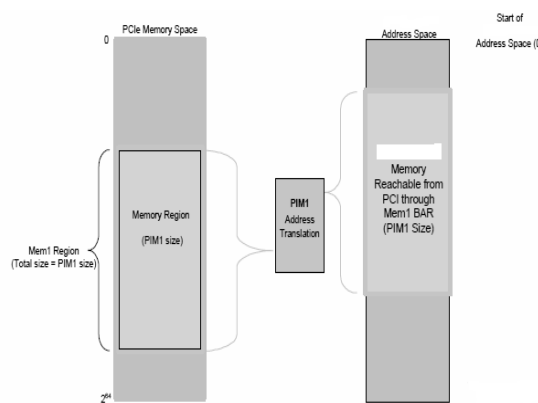 PCIe Memory Space
0
Memory Region
(PIM1 size)
Mem1 Region
(Total size = PIM1 size)
2^64
PIM1
Address
Translation
Address Space
Memory
Reachable from
PCI through
Mem1 BAR
(PIM1 Size)
Start of
Address Space